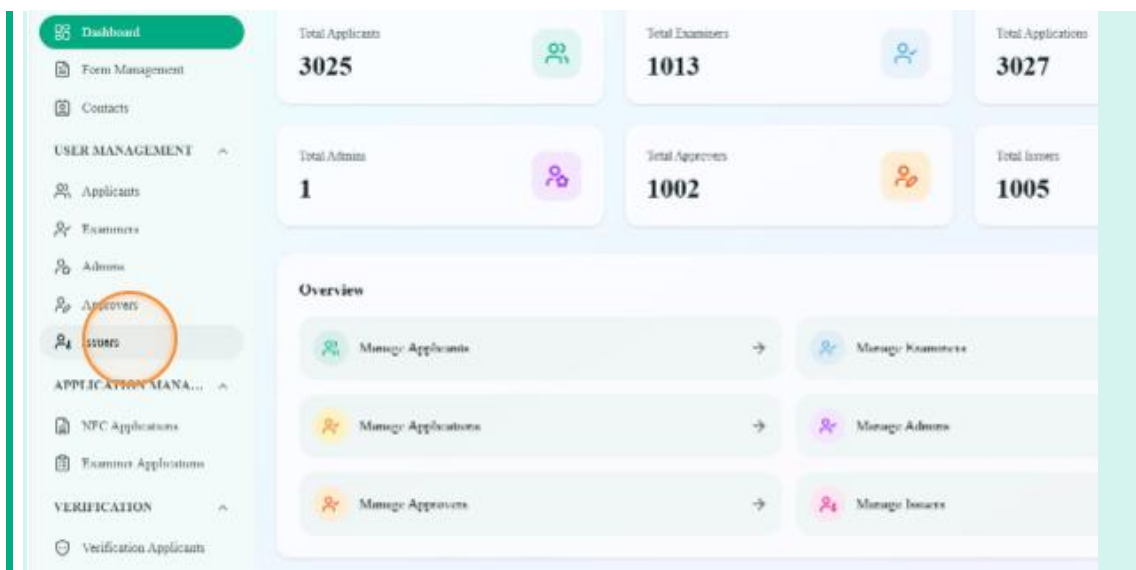 Dashboard
Form Management
Contacts
USER MANAGEMENT
Applicants
Examiners
Admins
Approvers
Issuers
APPLICATION MANA...
NFC Applications
Examiner Applications
VERIFICATION
Verification Applicants
Total Applicants
3025
Total Examiners
1013
Total Applications
3027
Total Admins
1
Total Approvers
1002
Total Issuers
1005
Overview
Manage Applicants
Manage Examiners
Manage Applications
Manage Admins
Manage Approvers
Manage Issuers